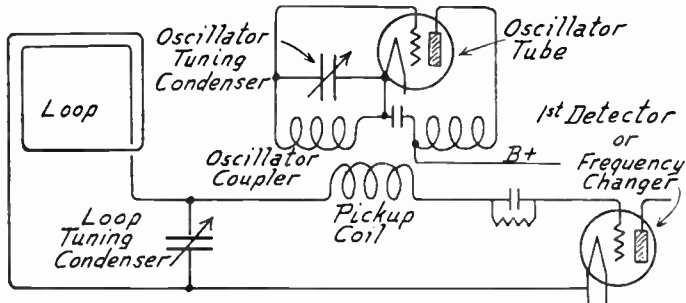 Oscillator
Tuning
Condenser
Oscillator
Tube
Loop
1st Detector
or
Frequency
Changer
B+
Oscillator
Coupler
Pickup
Coil
Loop
Tuning
Condenser